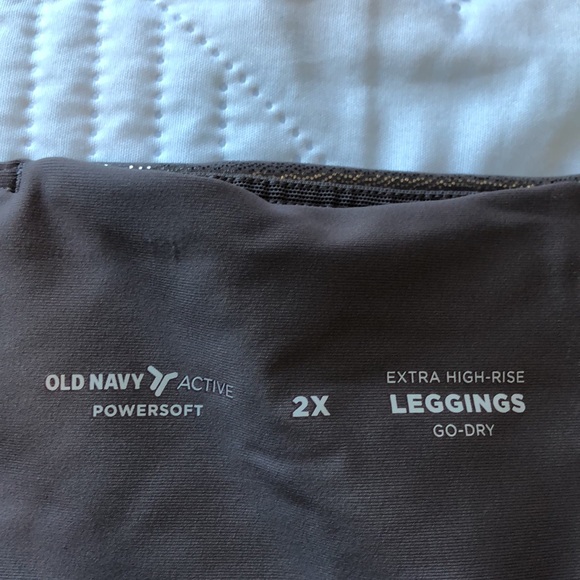 OLD NAVY ACTIVE
POWERSOFT
2X
EXTRA HIGH-RISE
LEGGINGS
GO-DRY